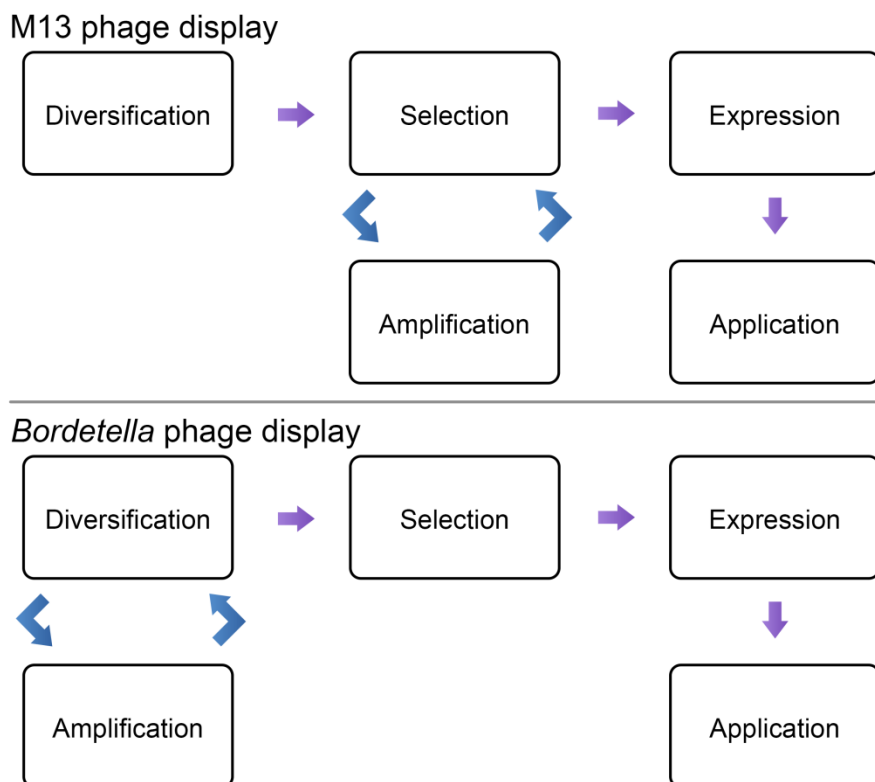 M13 phage display
Diversification
Selection
Expression
Amplification
Application
Bordetella phage display
Diversification
Selection
Expression
Amplification
Application